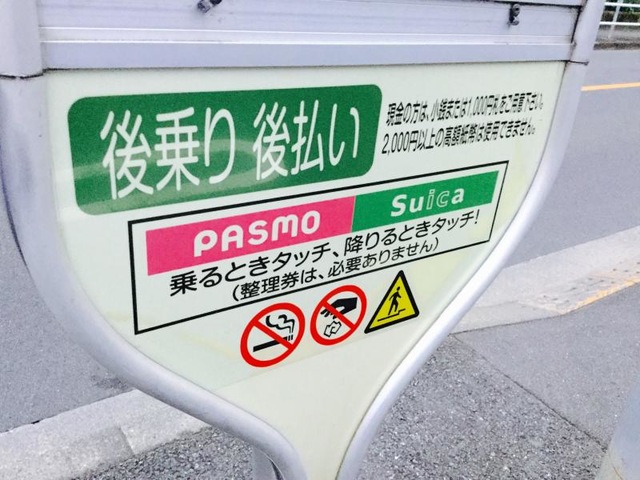 後乗り 後払い
現金の方は、小銭または1,000円札をご用意下さい。
2,000円以上の高額紙幣は使用できません。
PASMO Suica
乗るときタッチ、降りるときタッチ!
(整理券は、必要ありません)